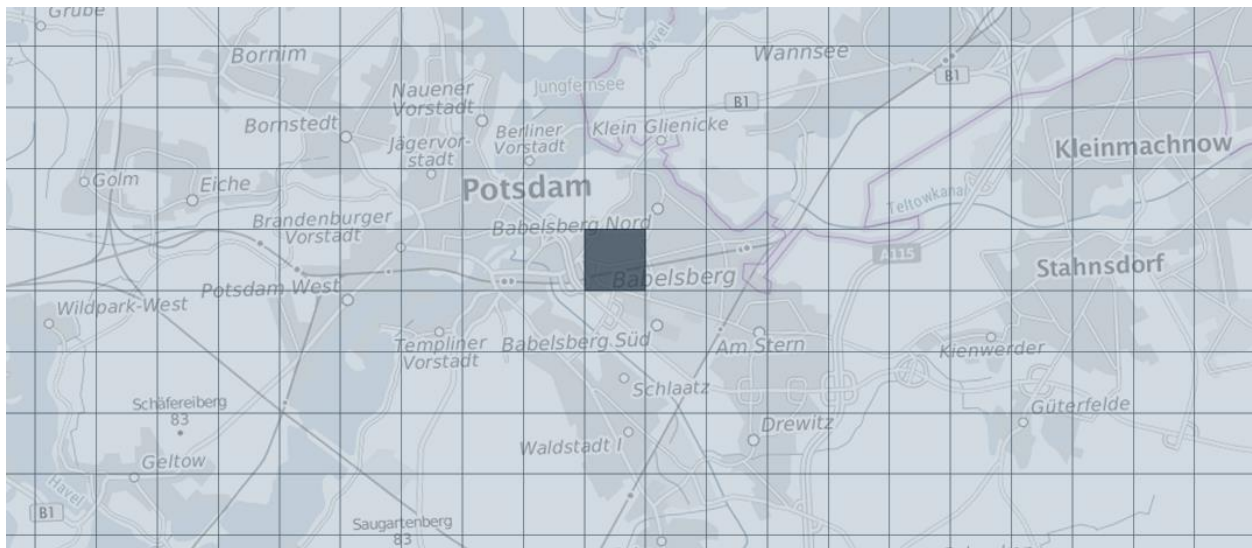 Grube
Bornim
Havel
Wannsee
Jungfernsee
B1
B1
Nauener
Vorstadt
Bornstedt
Jägervor-
stadt
Berliner
Vorstadt
Klein Glienicke
Kleinmachnow
Golm
Eiche
Potsdam
Teltowkanal
Brandenburger
Vorstadt
Babelsberg Nord
A115
Stahnsdorf
Potsdam West
Babelsberg
Wildpark-West
Templiner
Vorstadt
Babelsberg Süd
Am Stern
Kienwerder
Schlaatz
Schäfereiberg
83
Güterfelde
Drewitz
Waldstadt I
Geltow
Havel
B1
Saugartenberg
83